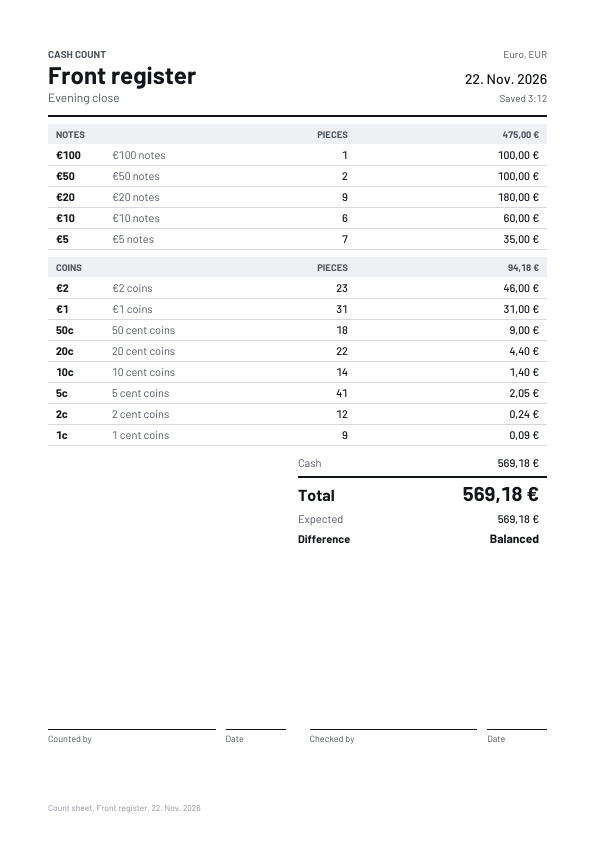 CASH COUNT
Euro, EUR
Front register
22. Nov. 2026
Evening close
Saved 3:12
NOTES PIECES 475,00 €
€100 €100 notes 1 100,00 €
€50 €50 notes 2 100,00 €
€20 €20 notes 9 180,00 €
€10 €10 notes 6 60,00 €
€5 €5 notes 7 35,00 €
COINS PIECES 94,18 €
€2 €2 coins 23 46,00 €
€1 €1 coins 31 31,00 €
50c 50 cent coins 18 9,00 €
20c 20 cent coins 22 4,40 €
10c 10 cent coins 14 1,40 €
5c 5 cent coins 41 2,05 €
2c 2 cent coins 12 0,24 €
1c 1 cent coins 9 0,09 €
Cash 569,18 €
Total 569,18 €
Expected 569,18 €
Difference Balanced
Counted by Date Checked by Date
Count sheet, Front register, 22. Nov. 2026